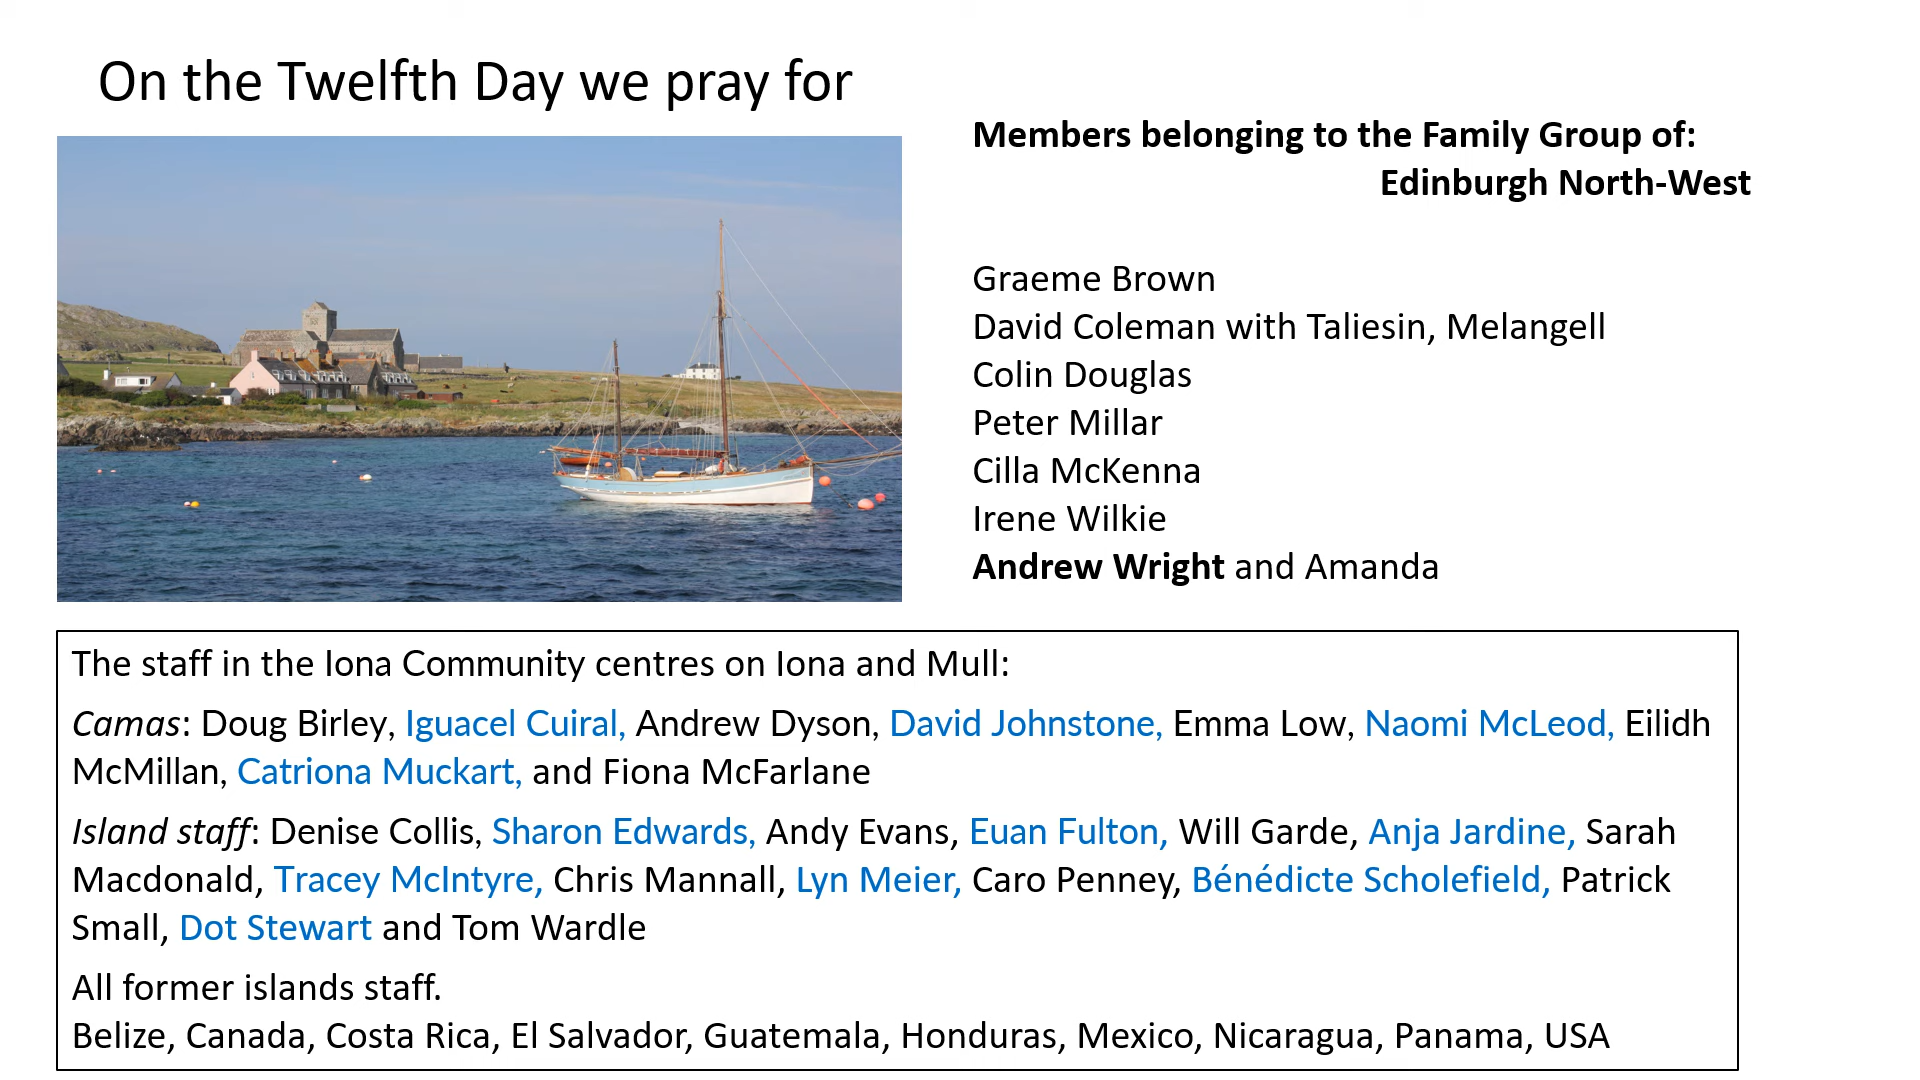 On the Twelfth Day we pray for
Members belonging to the Family Group of:
Edinburgh North-West
Graeme Brown
David Coleman with Taliesin, Melangell
Colin Douglas
Peter Millar
Cilla McKenna
Irene Wilkie
Andrew Wright and Amanda
The staff in the Iona Community centres on Iona and Mull:
Camas: Doug Birley, Iguacel Cuiral, Andrew Dyson, David Johnstone, Emma Low, Naomi McLeod, Eilidh
McMillan, Catriona Muckart, and Fiona McFarlane
Island staff: Denise Collis, Sharon Edwards, Andy Evans, Euan Fulton, Will Garde, Anja Jardine, Sarah
Macdonald, Tracey McIntyre, Chris Mannall, Lyn Meier, Caro Penney, Bénédicte Scholefield, Patrick
Small, Dot Stewart and Tom Wardle
All former islands staff.
Belize, Canada, Costa Rica, El Salvador, Guatemala, Honduras, Mexico, Nicaragua, Panama, USA